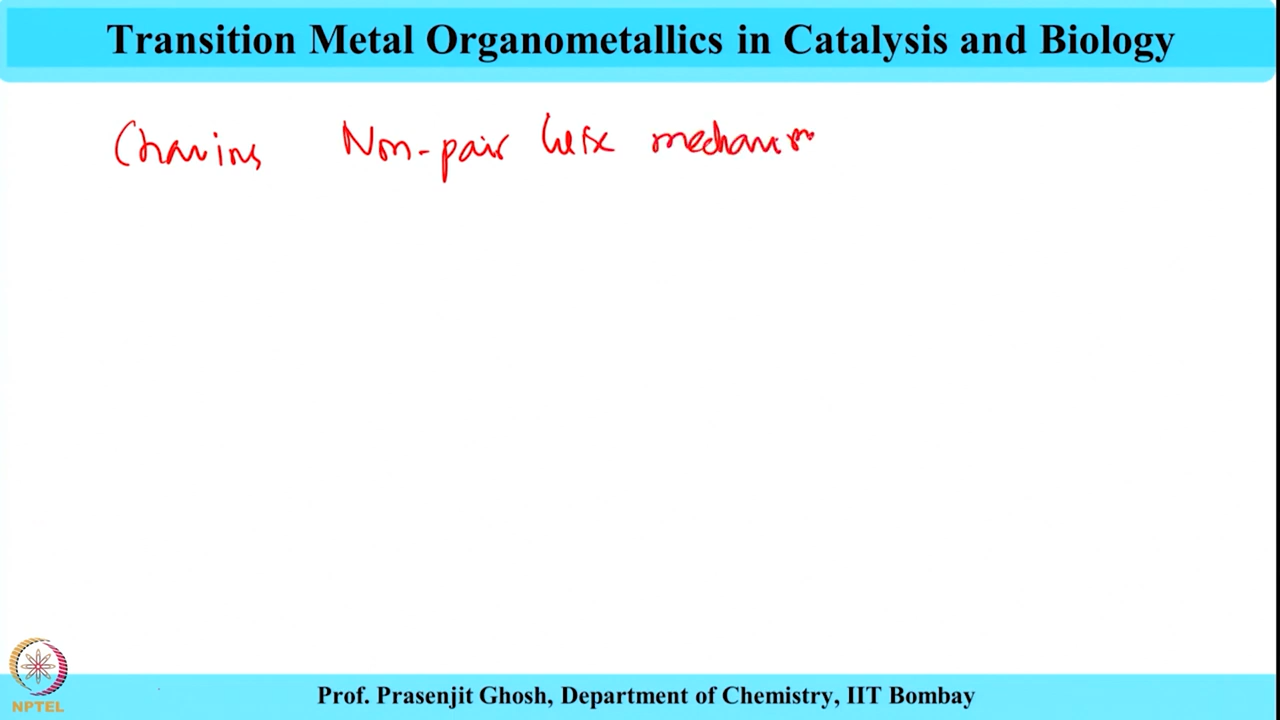 Transition Metal Organometallics in Catalysis and Biology
Chavins Non-pair wise mechanism
Prof. Prasenjit Ghosh, Department of Chemistry, IIT Bombay
NPTEL